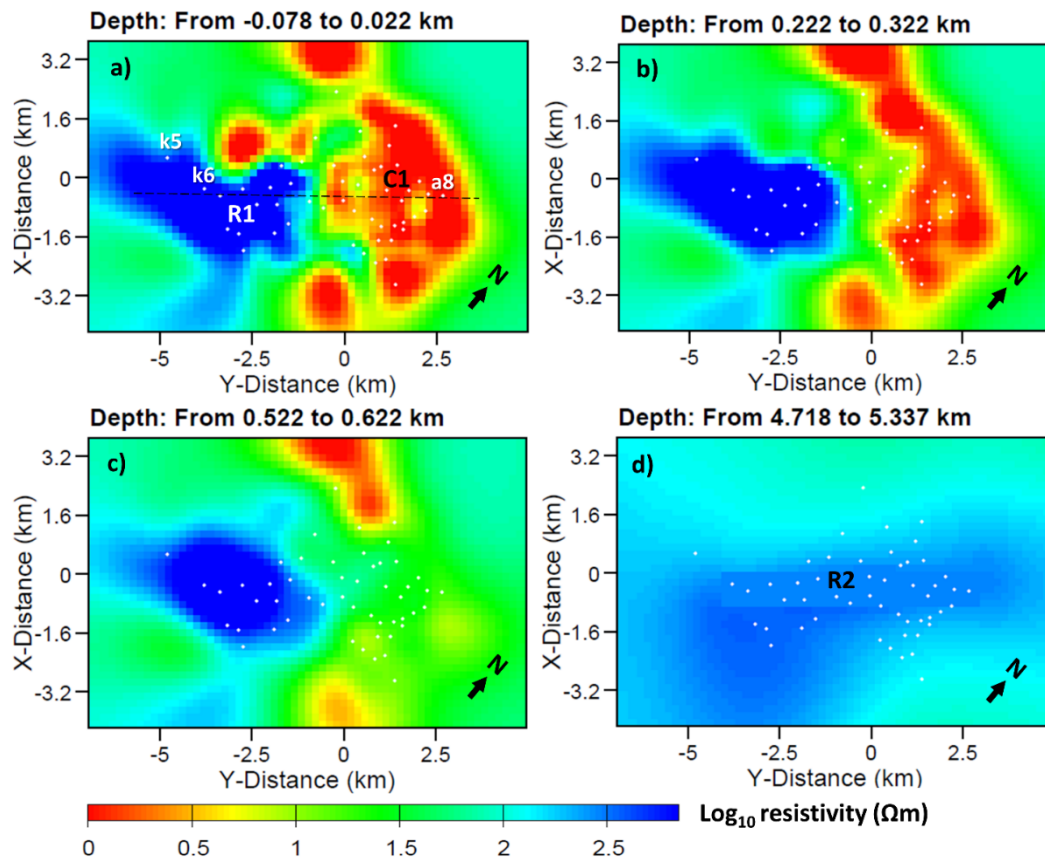 Depth: From -0.078 to 0.022 km
Depth: From 0.222 to 0.322 km
a)
b)
3.2
1.6
0
-1.6
-3.2
X-Distance (km)
k5
k6
R1
C1
a8
N
-5
-2.5
0
2.5
Y-Distance (km)
3.2
1.6
0
-1.6
-3.2
X-Distance (km)
N
-5
-2.5
0
2.5
Y-Distance (km)
Depth: From 0.522 to 0.622 km
Depth: From 4.718 to 5.337 km
c)
d)
3.2
1.6
0
-1.6
-3.2
X-Distance (km)
N
-5
-2.5
0
2.5
Y-Distance (km)
3.2
1.6
0
-1.6
-3.2
X-Distance (km)
R2
N
-5
-2.5
0
2.5
Y-Distance (km)
Log₁₀ resistivity (Ωm)
0
0.5
1
1.5
2
2.5